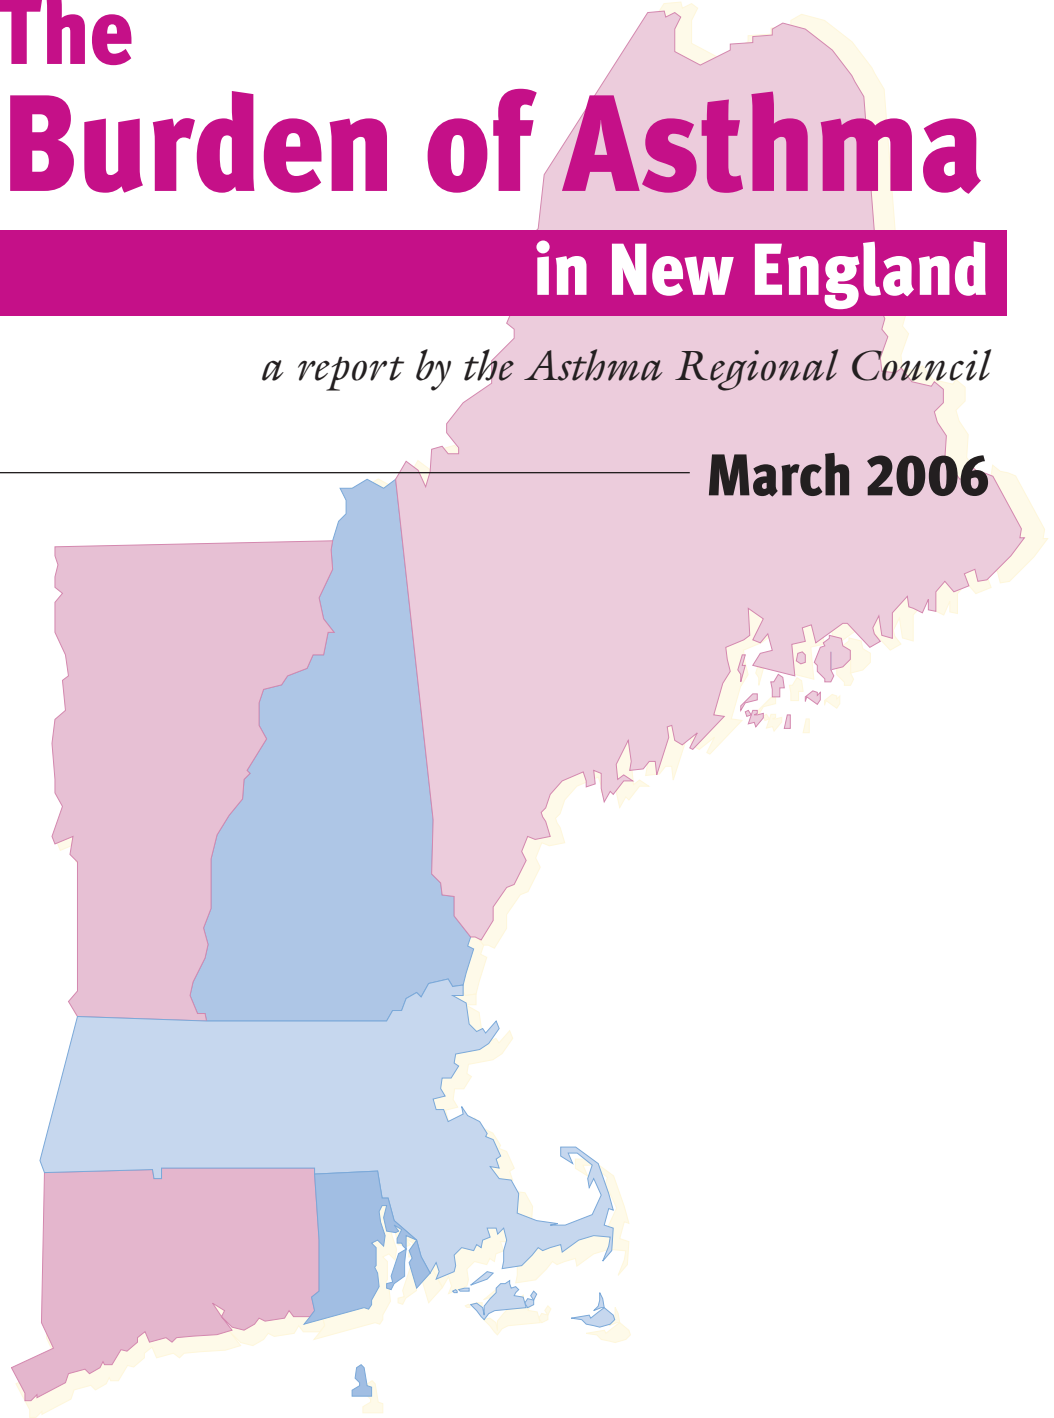 The
Burden of Asthma
in New England
a report by the Asthma Regional Council
March 2006